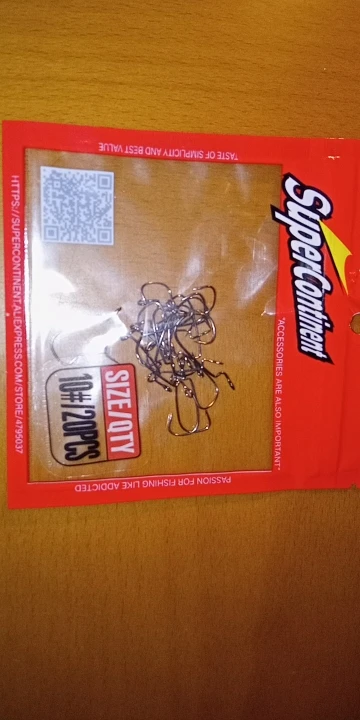 SuperContinent
"ACCESSORIES ARE ALSO IMPORTANT"
TASTE OF SIMPLICITY AND BEST VALUE
PASSION FOR FISHING LIKE ADDICTED
SIZE/QTY
10#/20PCS
HTTPS://SUPERCONTINENT.ALIEXPRESS.COM/STORE/4795037